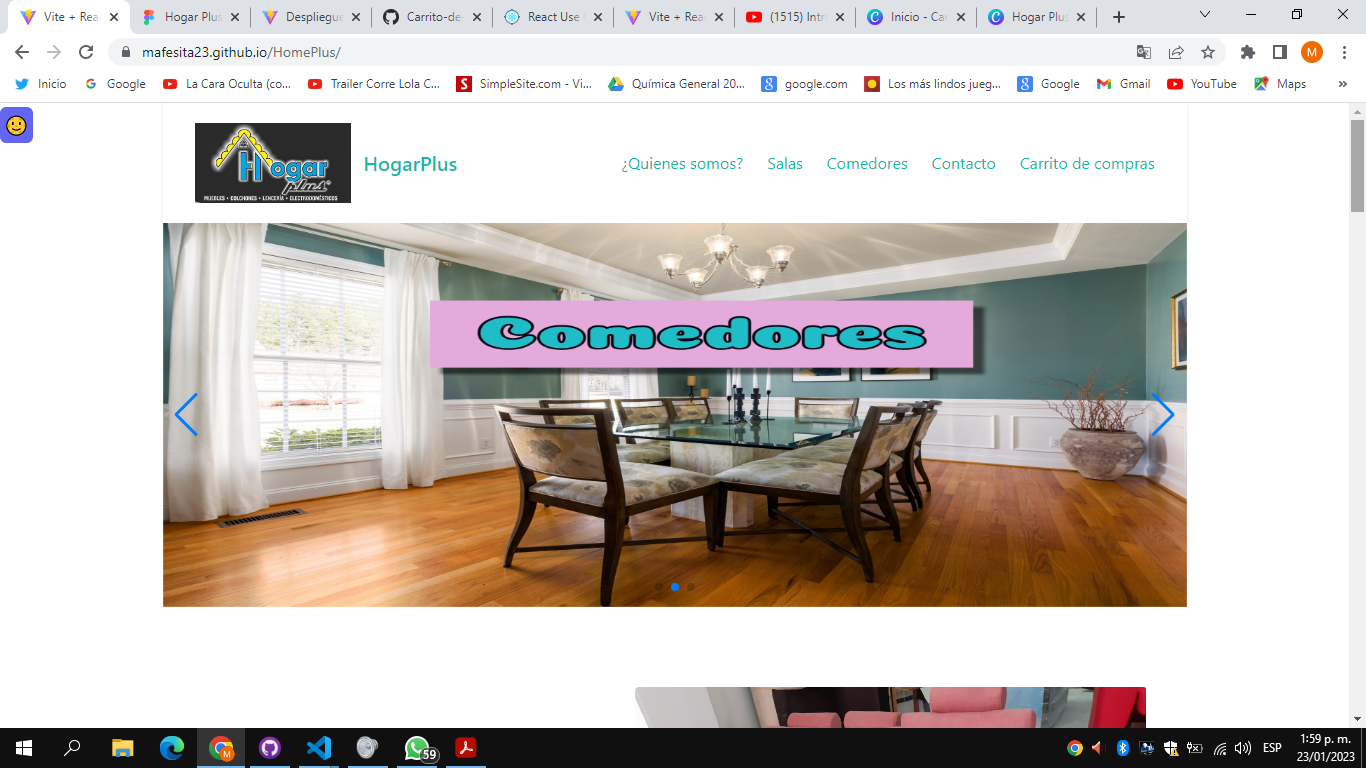 Vite + Rea
Hogar Plus
Despliegue
Carrito-de-
React Use
Vite + Rea
(1515) Intr
Inicio - Ca
Hogar Plus
mafesita23.github.io/HomePlus/
M
Inicio
Google
La Cara Oculta (co...
Trailer Corre Lola C...
SimpleSite.com - Vi...
Química General 20...
google.com
Los más lindos jueg...
Google
Gmail
YouTube
Maps
»
Hogar
plus
MUEBLES • COLCHONES • LENCERÍA • ELECTRODOMÉSTICOS
HogarPlus
¿Quienes somos?
Salas
Comedores
Contacto
Carrito de compras
Comedores
59
ESP
1:59 p. m.
23/01/2023